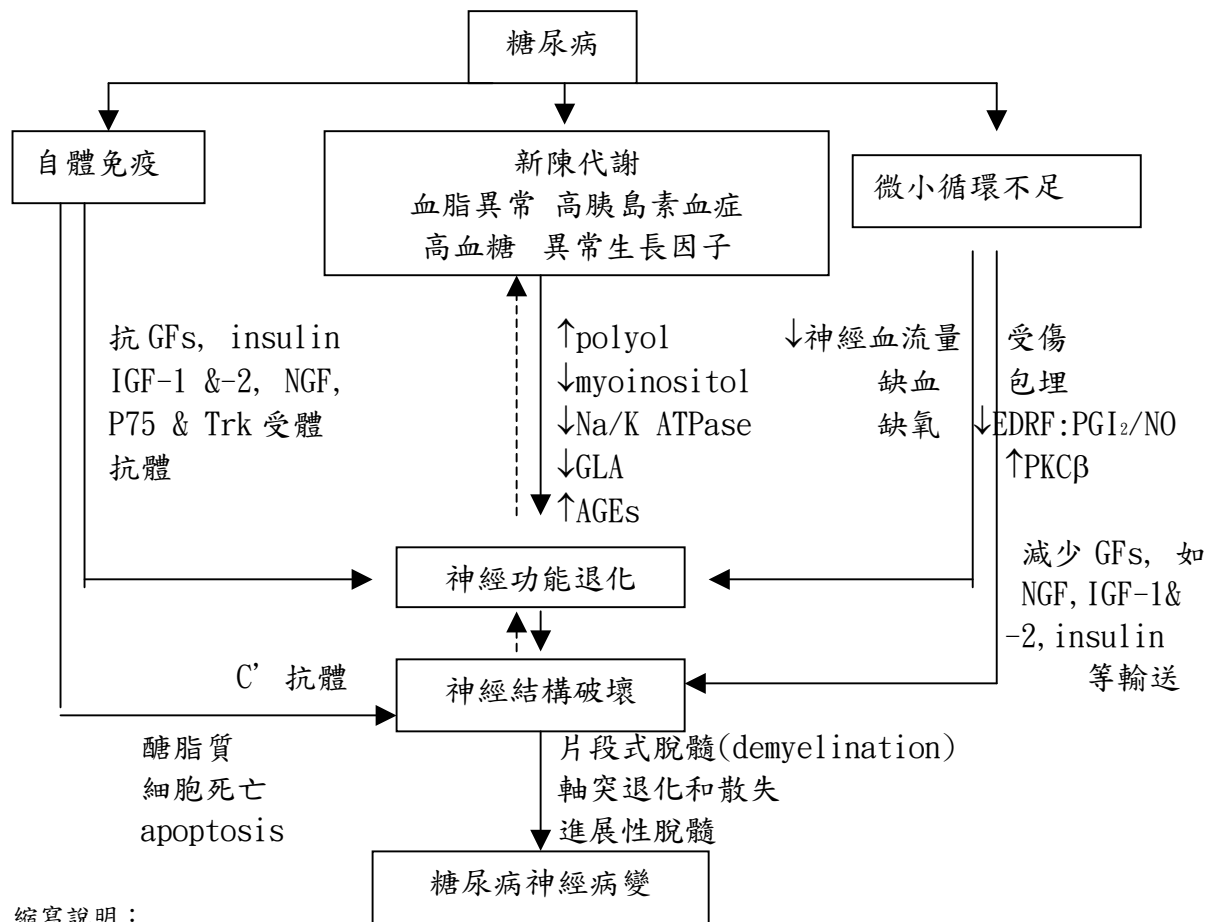 糖尿病
自體免疫
新陳代謝
血脂異常 高胰島素血症
高血糖 異常生長因子
微小循環不足
抗 GFs, insulin
IGF-1 &-2, NGF,
P75 & Trk 受體
抗體
↑polyol
↓myoinositol
↓Na/K ATPase
↓GLA
↑AGEs
↓神經血流量
缺血
缺氧
受傷
包埋
↓EDRF:PGI₂/NO
↑PKCβ
神經功能退化
減少 GFs, 如
NGF,IGF-1&
-2,insulin
等輸送
C’抗體
神經結構破壞
醣脂質
細胞死亡
apoptosis
片段式脫髓(demyelination)
軸突退化和散失
進展性脫髓
糖尿病神經病變
縮寫說明：